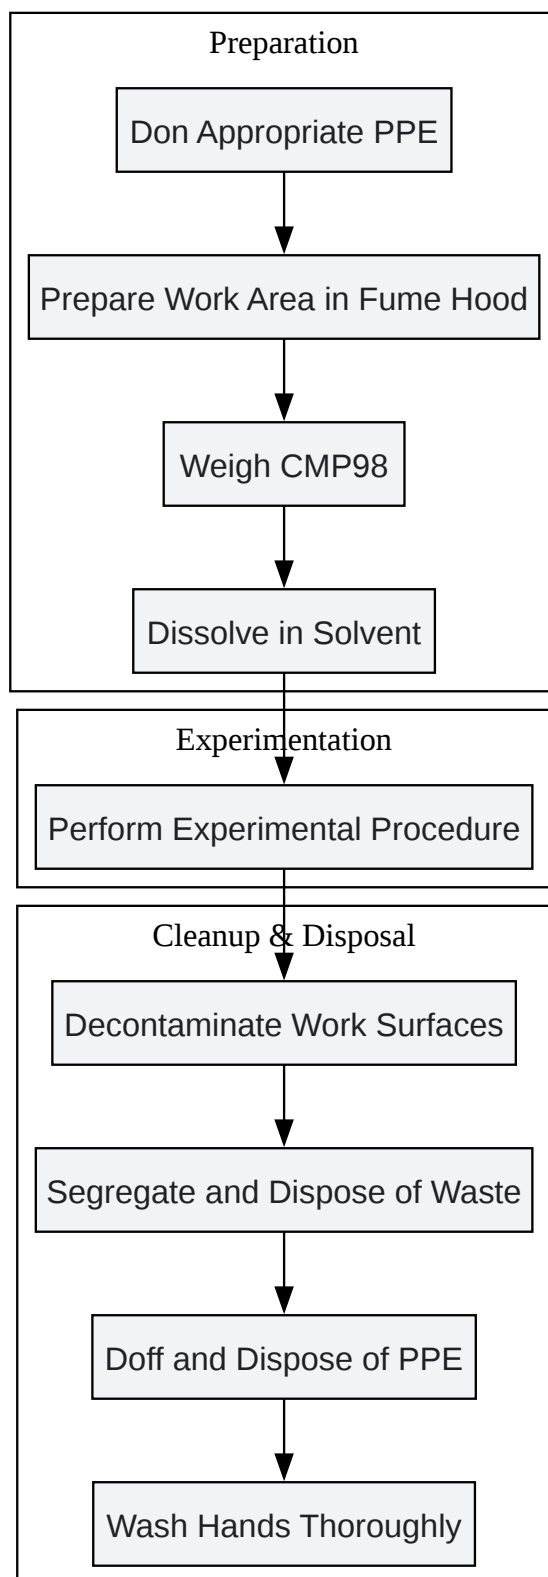 Preparation
Don Appropriate PPE
Prepare Work Area in Fume Hood
Weigh CMP98
Dissolve in Solvent
Experimentation
Perform Experimental Procedure
Cleanup & Disposal
Decontaminate Work Surfaces
Segregate and Dispose of Waste
Doff and Dispose of PPE
Wash Hands Thoroughly